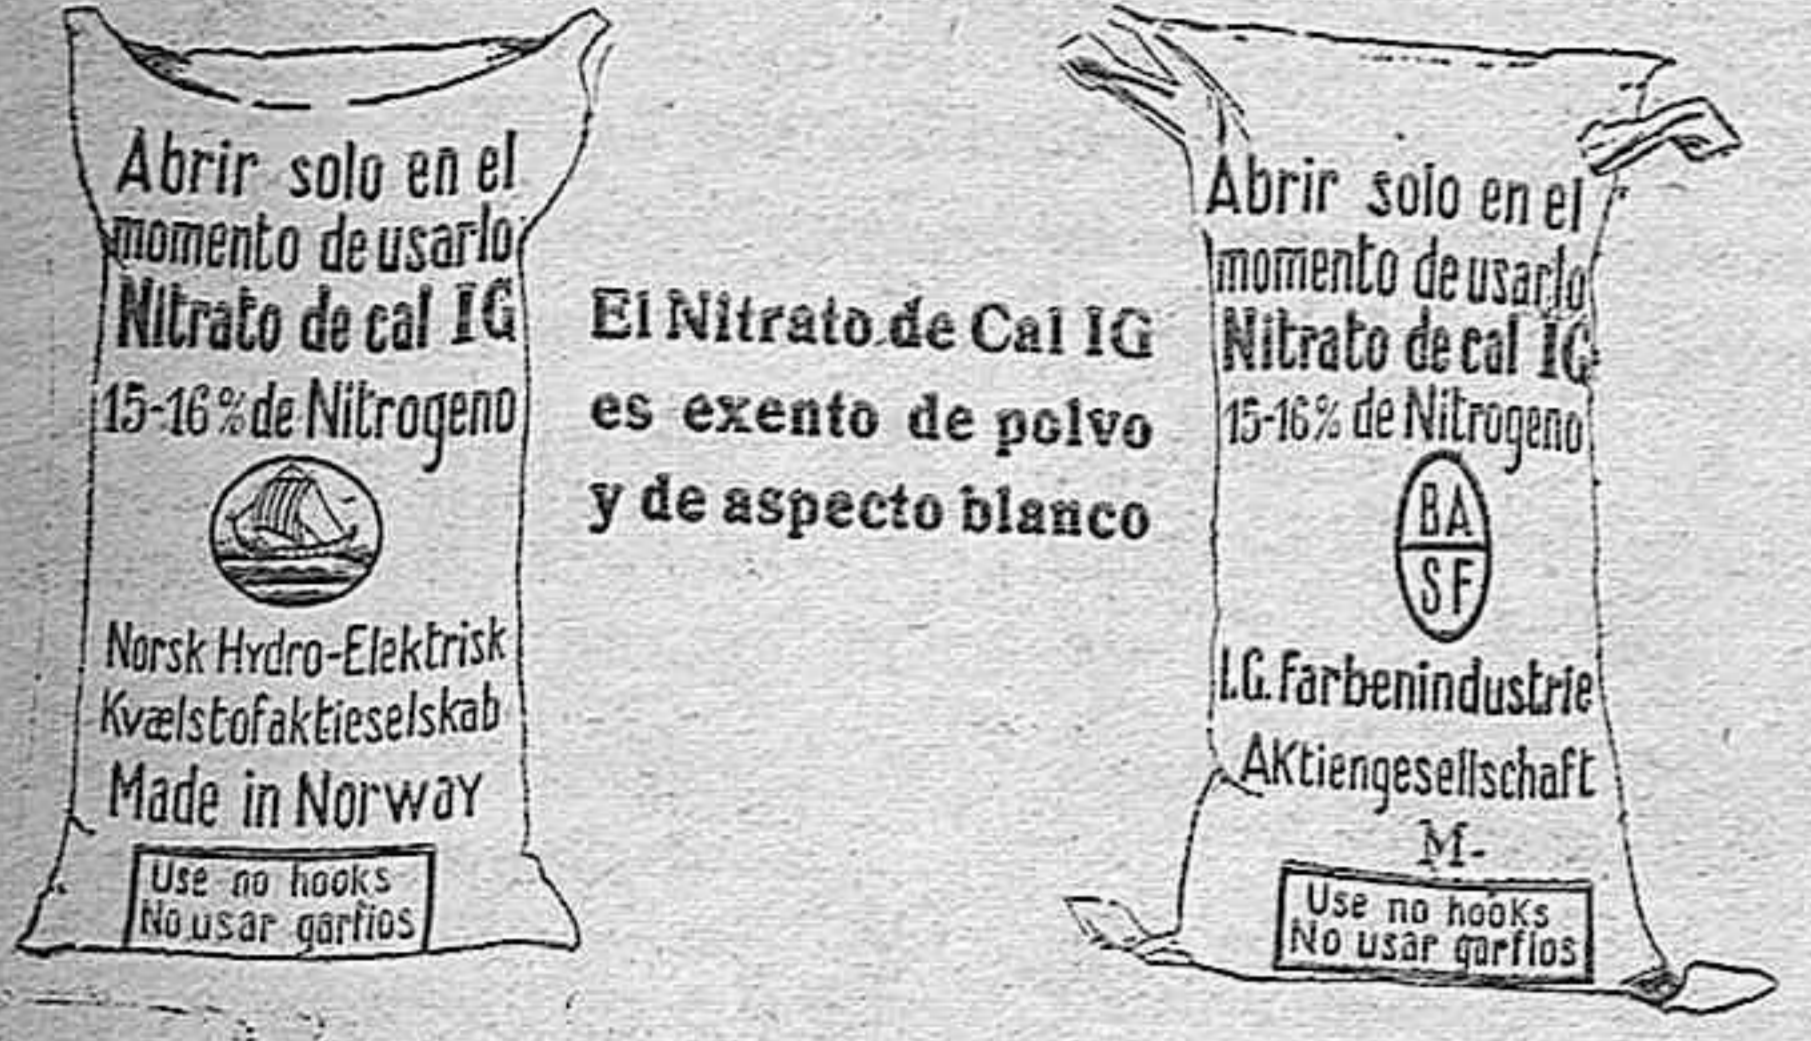 Abrir solo en el
momento de usarlo
Nitrato de cal IG
15-16% de Nitrogeno
Norsk Hydro-Elektrisk
Kvælstofaktieselskab
Made in Norway
Use no hooks
No usar garfios
El Nitrato de Cal IG
es exento de polvo
y de aspecto blanco
Abrir solo en el
momento de usarlo
Nitrato de cal IG
15-16% de Nitrogeno
BA
SF
I.G. Farbenindustrie
Aktiengesellschaft
M-
Use no hooks
No usar garfios